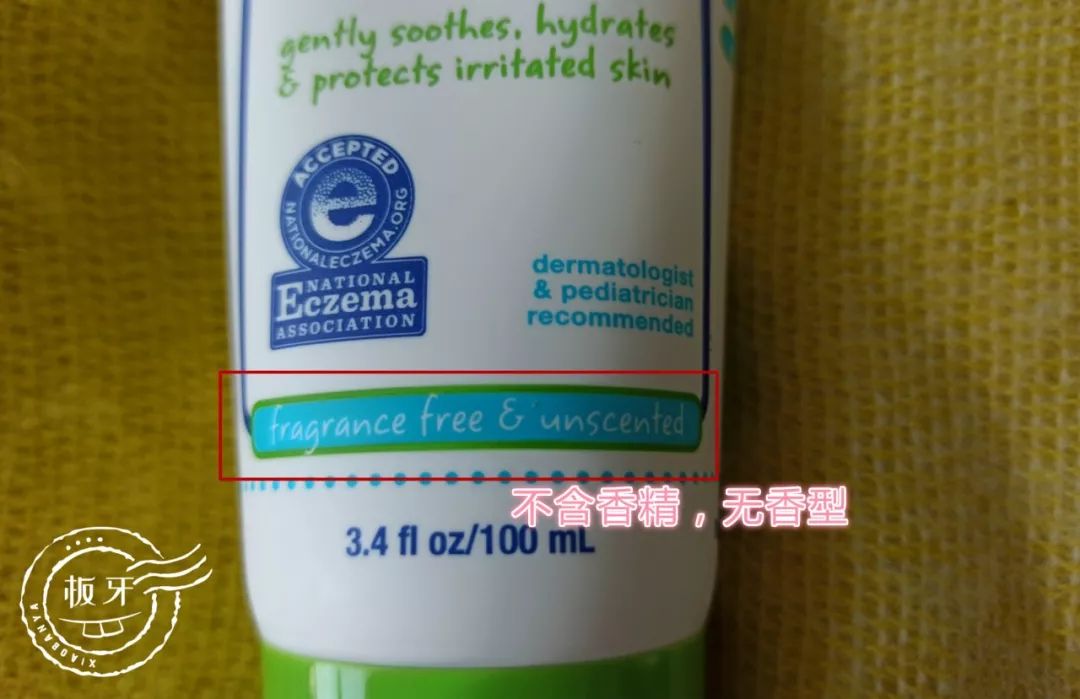 gently soothes, hydrates
& protects irritated skin
ACCEPTED
NATIONALECZEMA.ORG
e
NATIONAL
Eczema
ASSOCIATION
dermatologist
& pediatrician
recommended
fragrance free & unscented
不含香精，无香型
3.4 fl oz/100 mL
板牙
XIAOBANYA